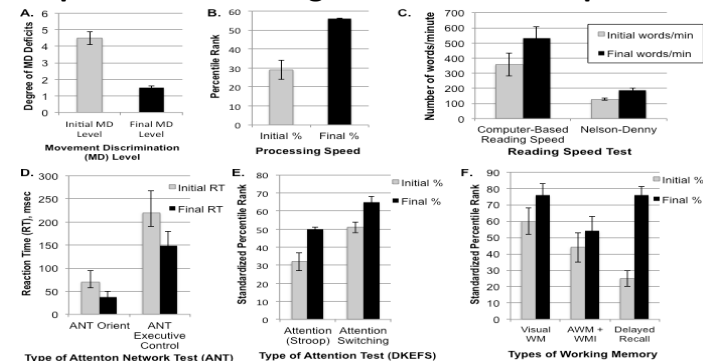 A.
Degree of MD Deficits
6
5
4
3
2
1
0
Initial MD Level
Final MD Level
Movement Discrimination
(MD) Level
B.
Percentile Rank
60
50
40
30
20
10
0
Initial %
Final %
Processing Speed
C.
Number of words/minute
700
600
500
400
300
200
100
0
Initial words/min
Final words/min
Computer-Based
Reading Speed
Nelson-Denny
Reading Speed Test
D.
Reaction Time (RT), msec
300
250
200
150
100
50
0
Initial RT
Final RT
ANT Orient
ANT
Executive
Control
Type of Attenton Network Test (ANT)
E.
Standardized Percentile Rank
80
70
60
50
40
30
20
10
0
Initial %
Final %
Attention
(Stroop)
Attention
Switching
Type of Attention Test (DKEFS)
F.
Standardized Percentile Rank
90
80
70
60
50
40
30
20
10
0
Initial %
Final %
Visual
WM
AWM +
WMI
Delayed
Recall
Types of Working Memory